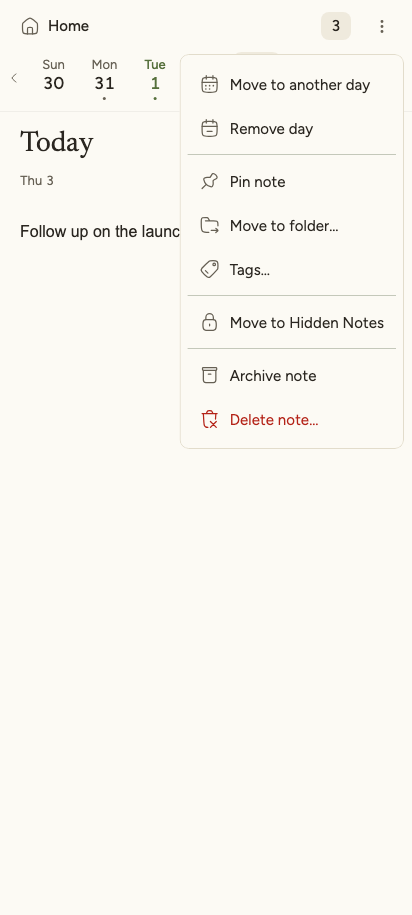 Home
3
Sun
30
Mon
31
Tue
1
Today
Thu 3
Follow up on the launc
Move to another day
Remove day
Pin note
Move to folder...
Tags...
Move to Hidden Notes
Archive note
Delete note...